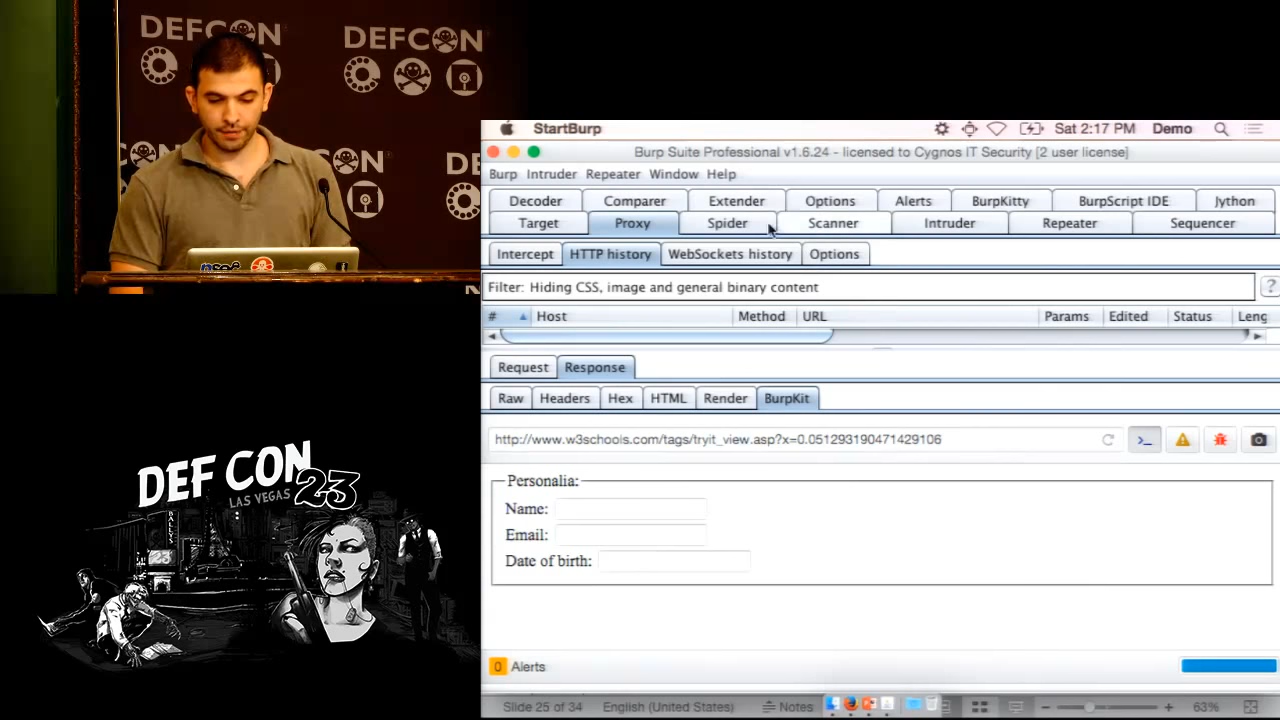 DEFCON
DEFCON
StartBurp
Sat 2:17 PM
Demo
Burp Suite Professional v1.6.24 - licensed to Cygnos IT Security [2 user license]
Burp Intruder Repeater Window Help
Decoder Comparer Extender Options Alerts BurpKitty BurpScript IDE Jython
Target Proxy Spider Scanner Intruder Repeater Sequencer
Intercept HTTP history WebSockets history Options
Filter: Hiding CSS, image and general binary content
?
# Host Method URL Params Edited Status Leng
Request Response
Raw Headers Hex HTML Render BurpKit
http://www.w3schools.com/tags/tryit_view.asp?x=0.051293190471429106
Personalia:
Name:
Email:
Date of birth:
0 Alerts
Slide 25 of 34 English (United States) Notes 63%
DEF CON
LAS VEGAS 23
BALLYS